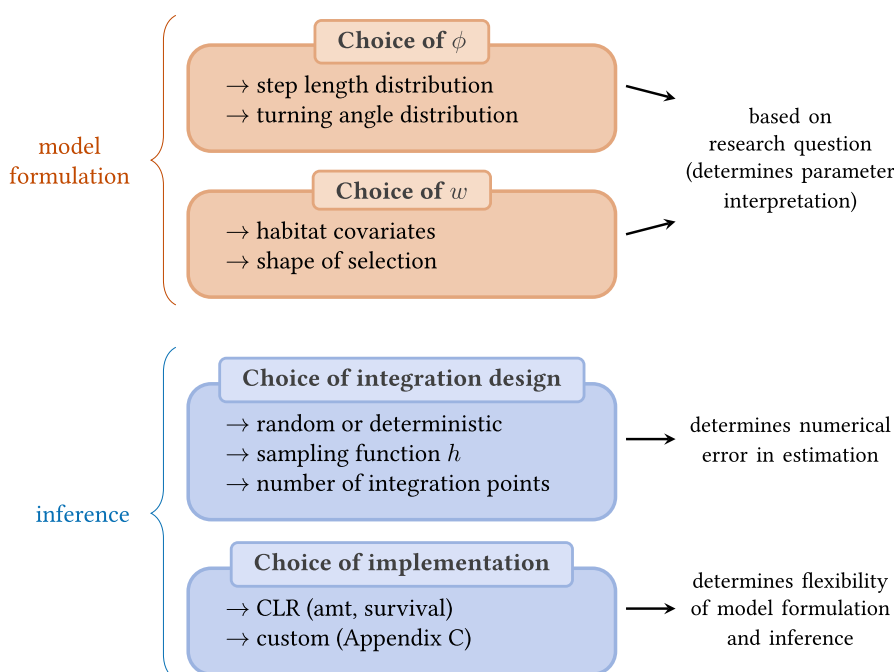 model
formulation
Choice of ϕ
→ step length distribution
→ turning angle distribution
Choice of w
→ habitat covariates
→ shape of selection
based on
research question
(determines parameter
interpretation)
inference
Choice of integration design
→ random or deterministic
→ sampling function h
→ number of integration points
determines numerical
error in estimation
Choice of implementation
→ CLR (amt, survival)
→ custom (Appendix C)
determines flexibility
of model formulation
and inference